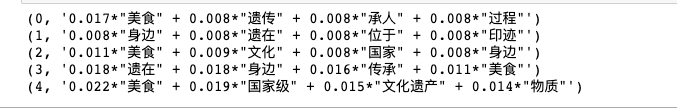 (0, '0.017*"美食" + 0.008*"遗传" + 0.008*"承人" + 0.008*"过程"')
(1, '0.008*"身边" + 0.008*"遗在" + 0.008*"位于" + 0.008*"印迹"')
(2, '0.011*"美食" + 0.009*"文化" + 0.008*"国家" + 0.008*"身边"')
(3, '0.018*"遗在" + 0.018*"身边" + 0.016*"传承" + 0.011*"美食"')
(4, '0.022*"美食" + 0.019*"国家级" + 0.015*"文化遗产" + 0.014*"物质"')